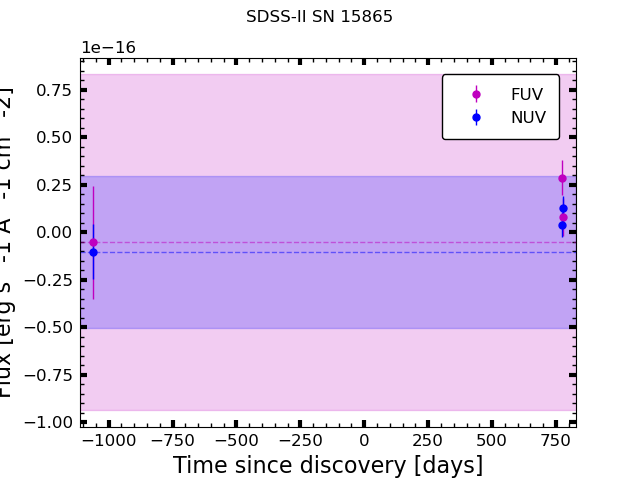 SDSS-II SN 15865
1e−16
FUV
NUV
0.75
0.50
0.25
0.00
−0.25
−0.50
−0.75
−1.00
Flux [erg s -1 A -1 cm -2]
−1000 −750 −500 −250 0 250 500 750
Time since discovery [days]